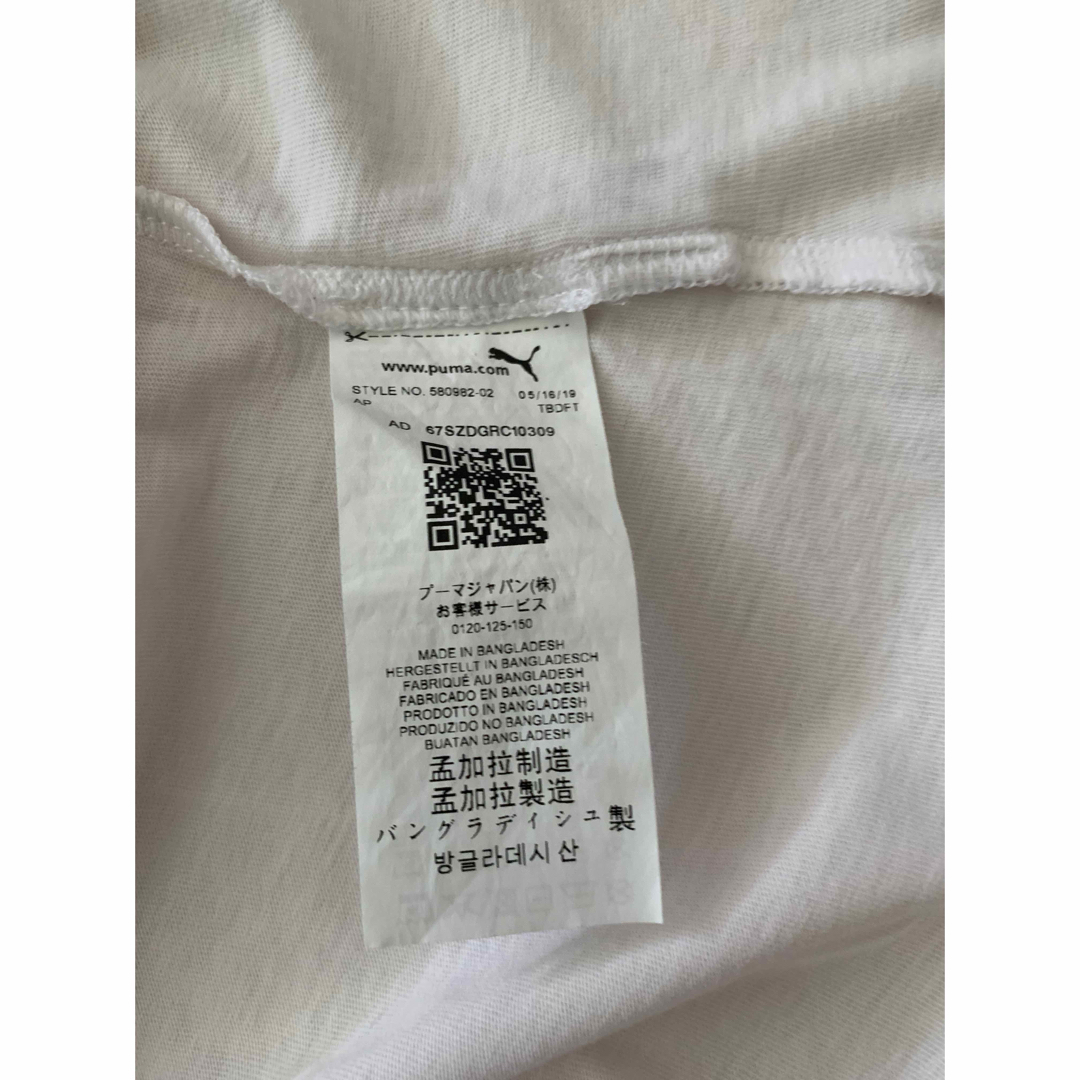 www.puma.com
STYLE NO. 580982-02 05/16/19
AP TBDFT
AD 67SZDGRC10309
プーマジャパン(株)
お客様サービス
0120-125-150
MADE IN BANGLADESH
HERGESTELLT IN BANGLADESCH
FABRIQUÉ AU BANGLADESH
FABRICADO EN BANGLADESH
PRODOTTO IN BANGLADESH
PRODUZIDO NO BANGLADESH
BUATAN BANGLADESH
孟加拉制造
孟加拉製造
バングラディシュ製
방글라데시 산